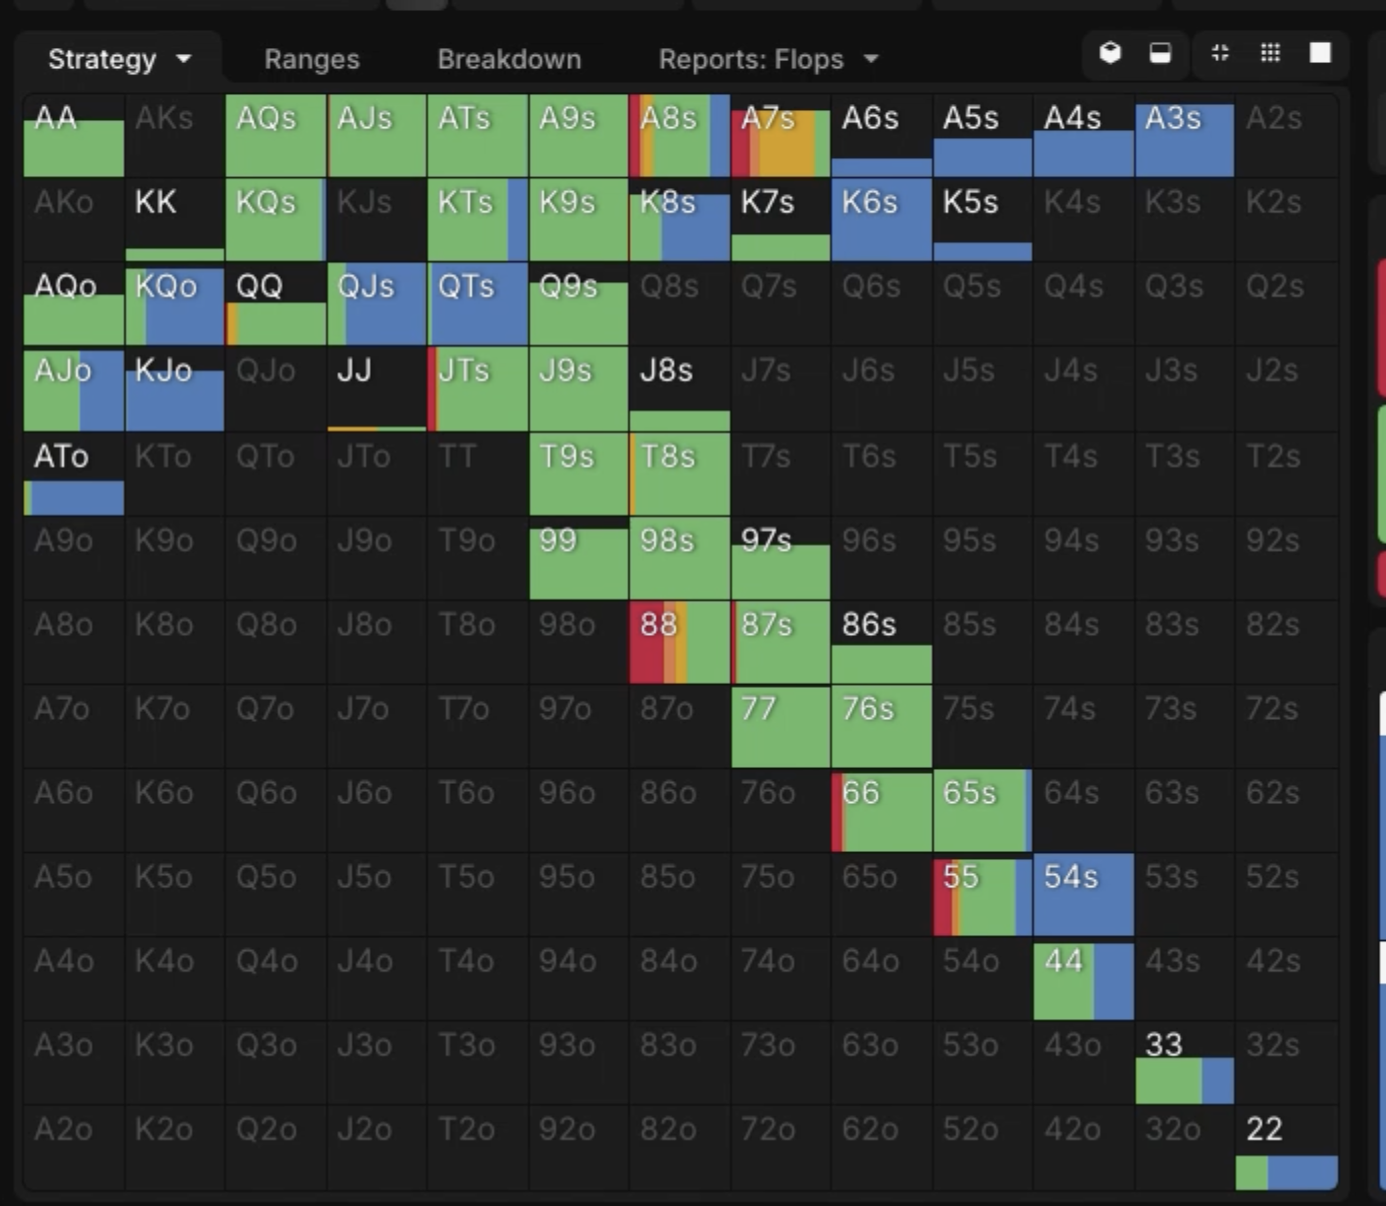 Strategy Ranges Breakdown Reports: Flops
AA AKs AQs AJs ATs A9s A8s A7s A6s A5s A4s A3s A2s
AKo KK KQs KJs KTs K9s K8s K7s K6s K5s K4s K3s K2s
AQo KQo QQ QJs QTs Q9s Q8s Q7s Q6s Q5s Q4s Q3s Q2s
AJo KJo QJo JJ JTs J9s J8s J7s J6s J5s J4s J3s J2s
ATo KTo QTo JTo TT T9s T8s T7s T6s T5s T4s T3s T2s
A9o K9o Q9o J9o T9o 99 98s 97s 96s 95s 94s 93s 92s
A8o K8o Q8o J8o T8o 98o 88 87s 86s 85s 84s 83s 82s
A7o K7o Q7o J7o T7o 97o 87o 77 76s 75s 74s 73s 72s
A6o K6o Q6o J6o T6o 96o 86o 76o 66 65s 64s 63s 62s
A5o K5o Q5o J5o T5o 95o 85o 75o 65o 55 54s 53s 52s
A4o K4o Q4o J4o T4o 94o 84o 74o 64o 54o 44 43s 42s
A3o K3o Q3o J3o T3o 93o 83o 73o 63o 53o 43o 33 32s
A2o K2o Q2o J2o T2o 92o 82o 72o 62o 52o 42o 32o 22